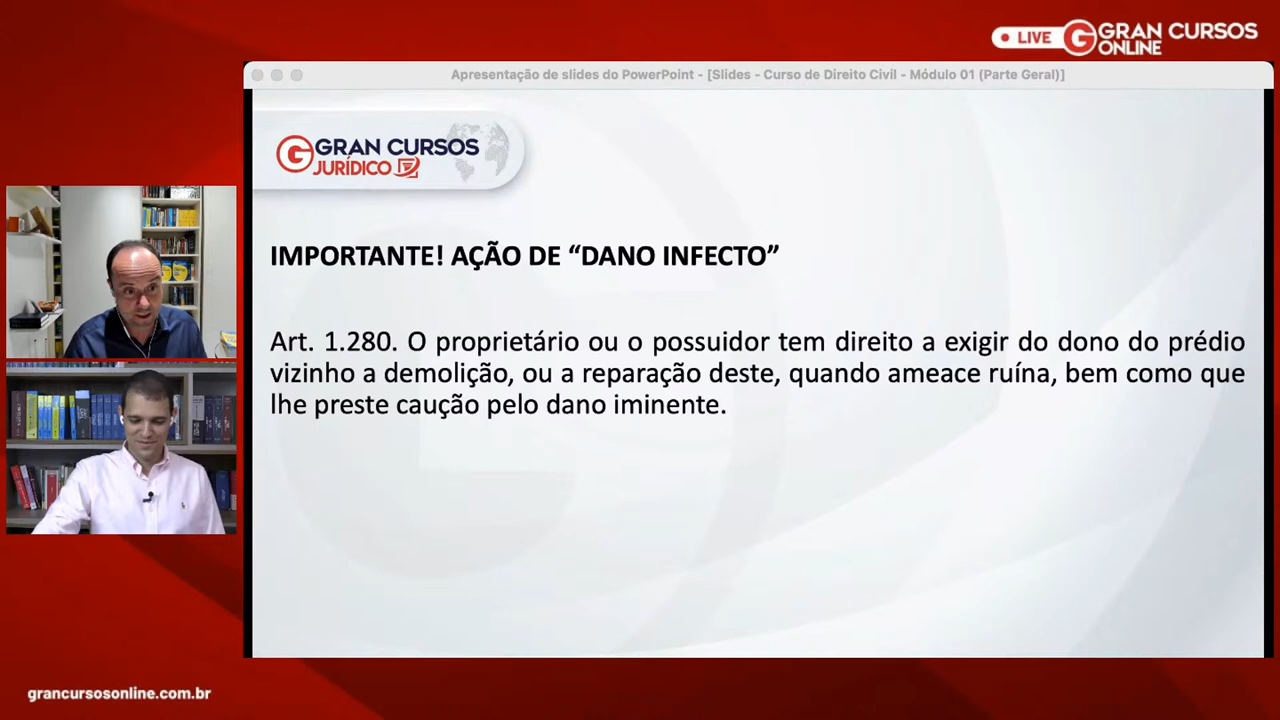 LIVE
GRAN CURSOS
ONLINE
Apresentação de slides do PowerPoint - [Slides - Curso de Direito Civil - Módulo 01 (Parte Geral)]
GRAN CURSOS
JURÍDICO
IMPORTANTE! AÇÃO DE “DANO INFECTO”
Art. 1.280. O proprietário ou o possuidor tem direito a exigir do dono do prédio
vizinho a demolição, ou a reparação deste, quando ameace ruína, bem como que
lhe preste caução pelo dano iminente.
grancursosonline.com.br